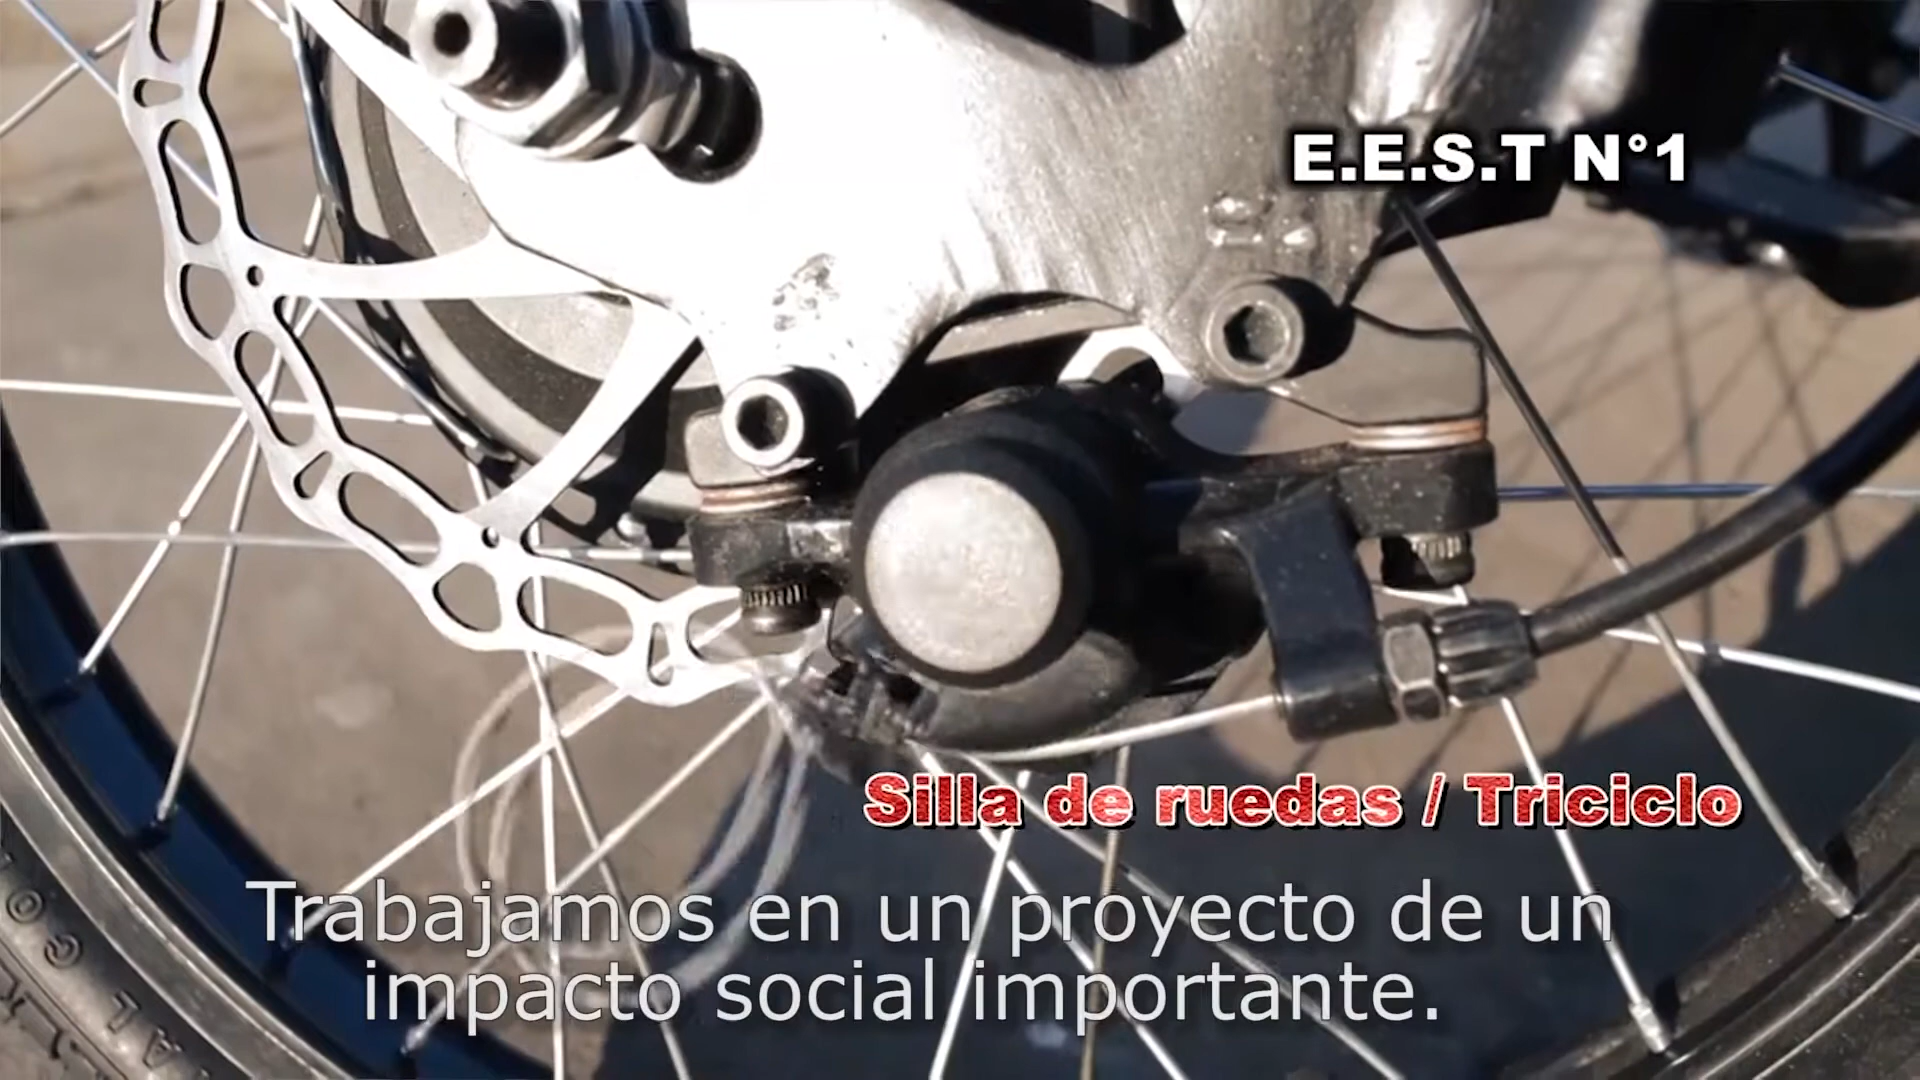 E.E.S.T N°1
Silla de ruedas / Triciclo
Trabajamos en un proyecto de un
impacto social importante.